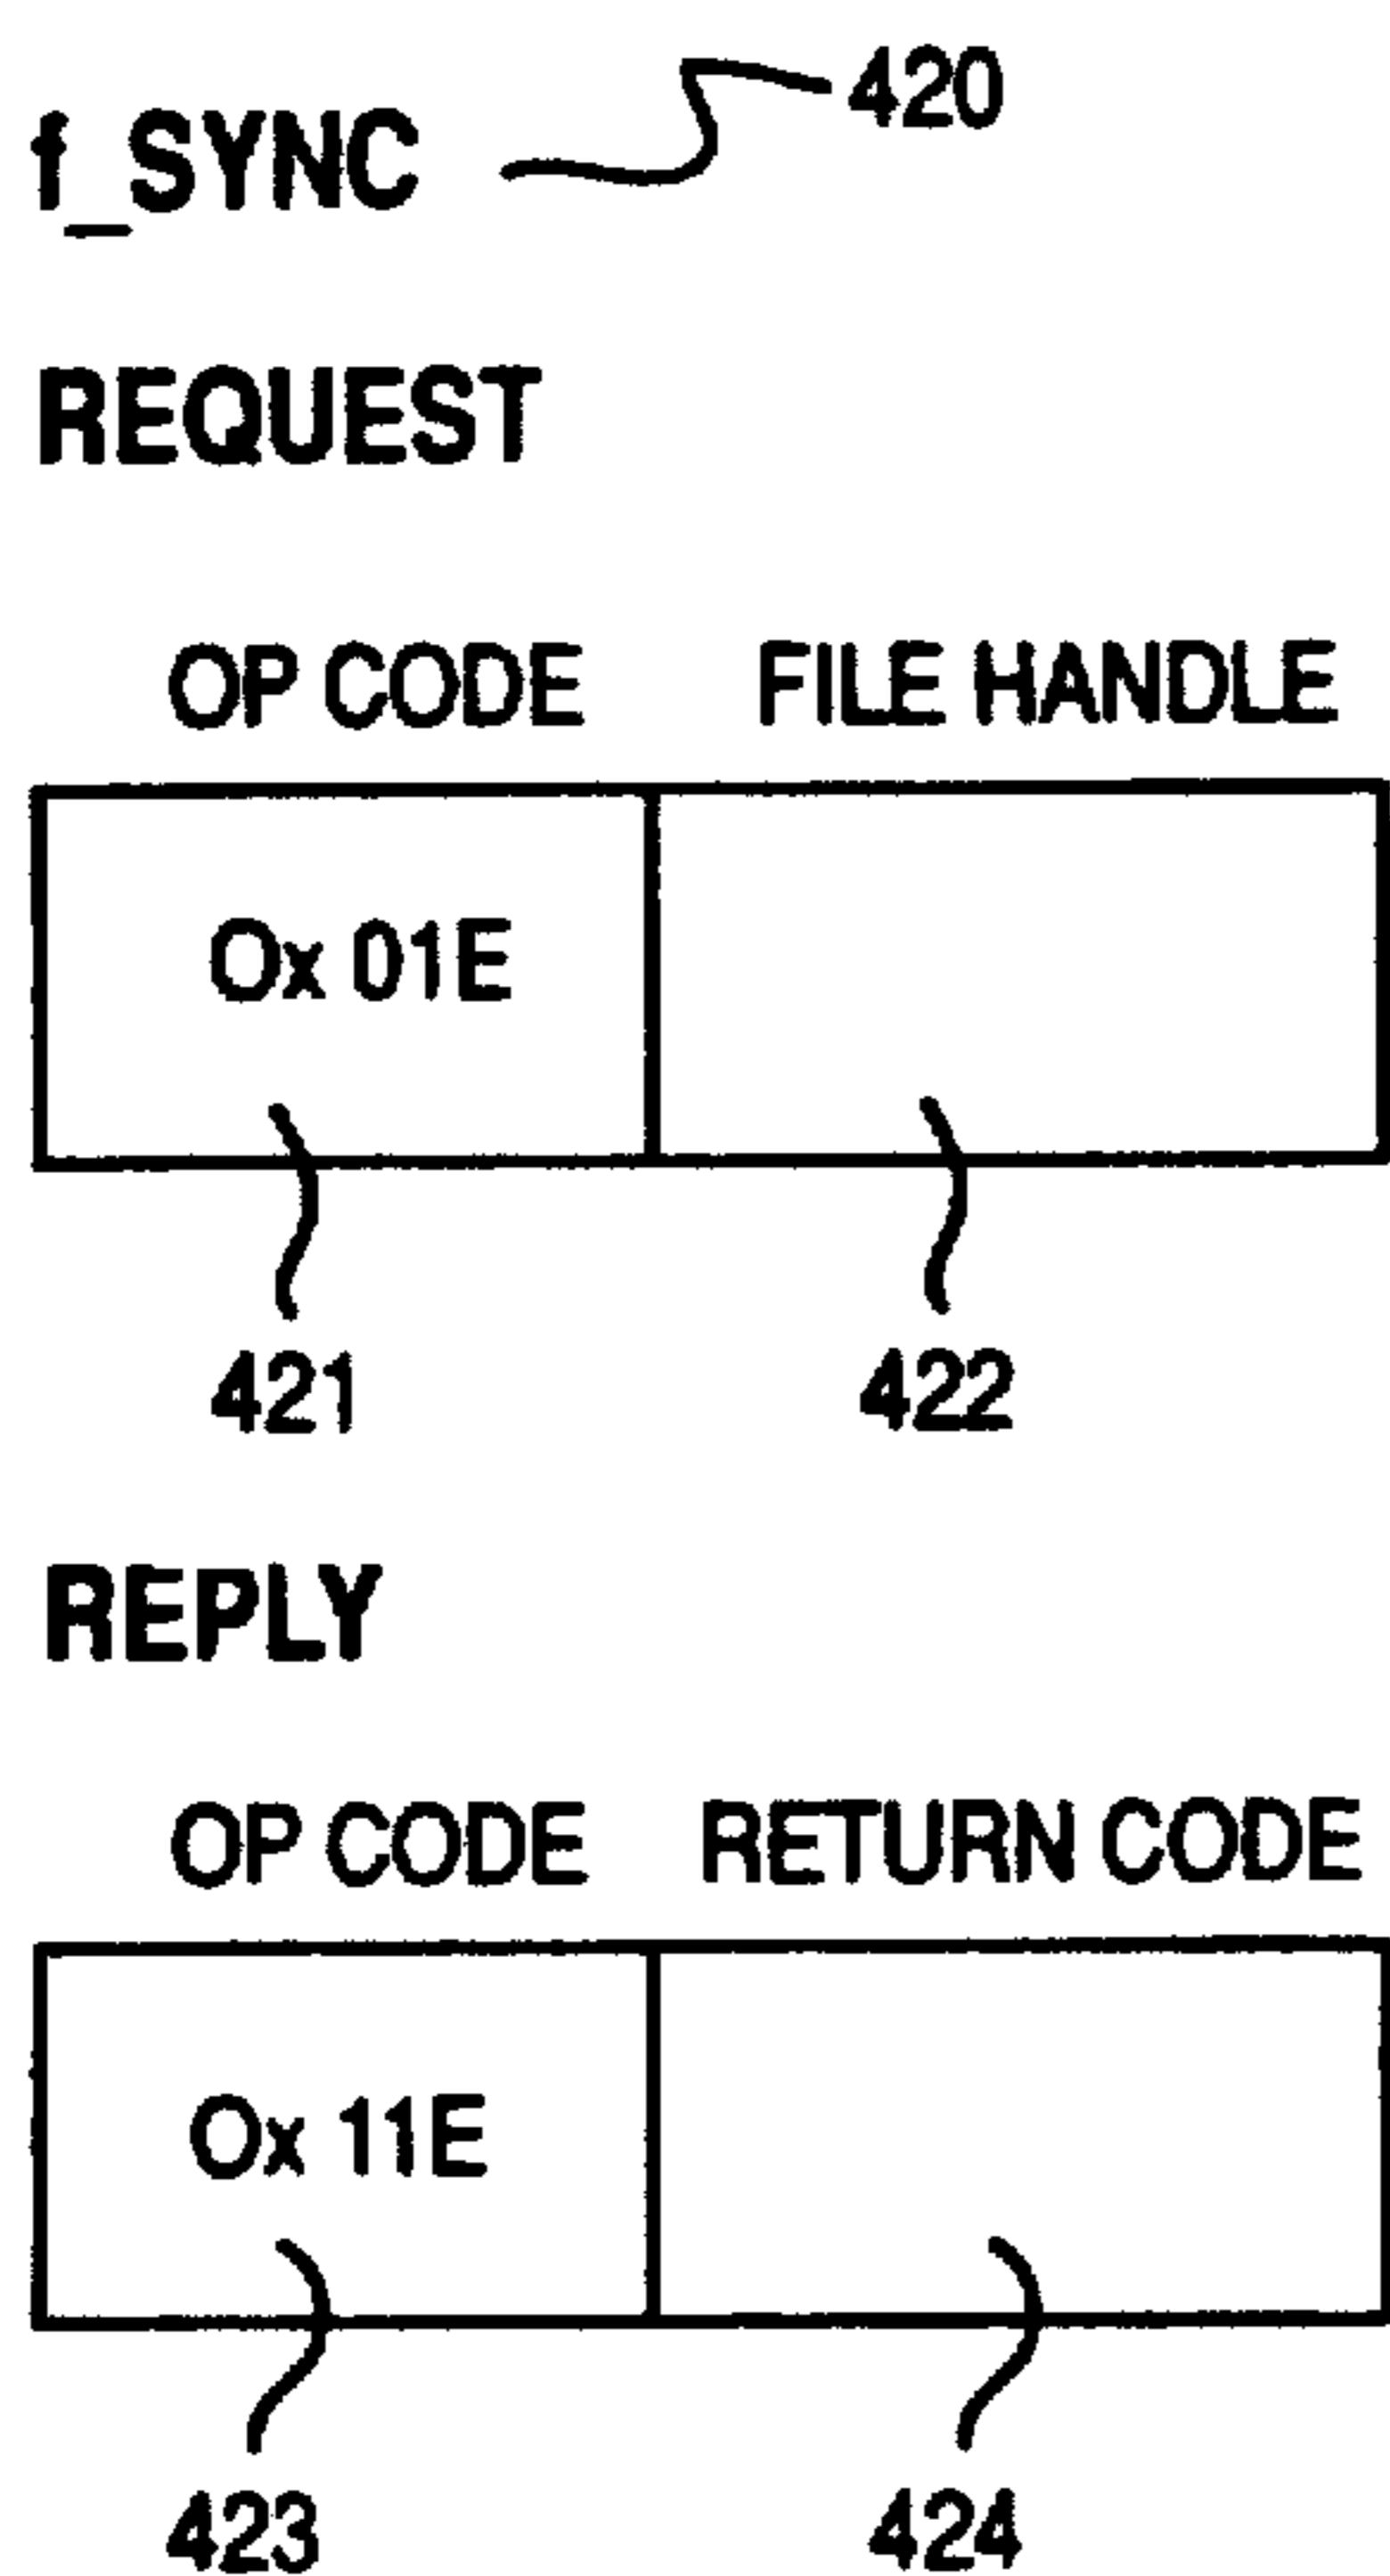 f_SYNC 420
REQUEST
OP CODE FILE HANDLE
Ox 01E
421 422
REPLY
OP CODE RETURN CODE
Ox 11E
423 424